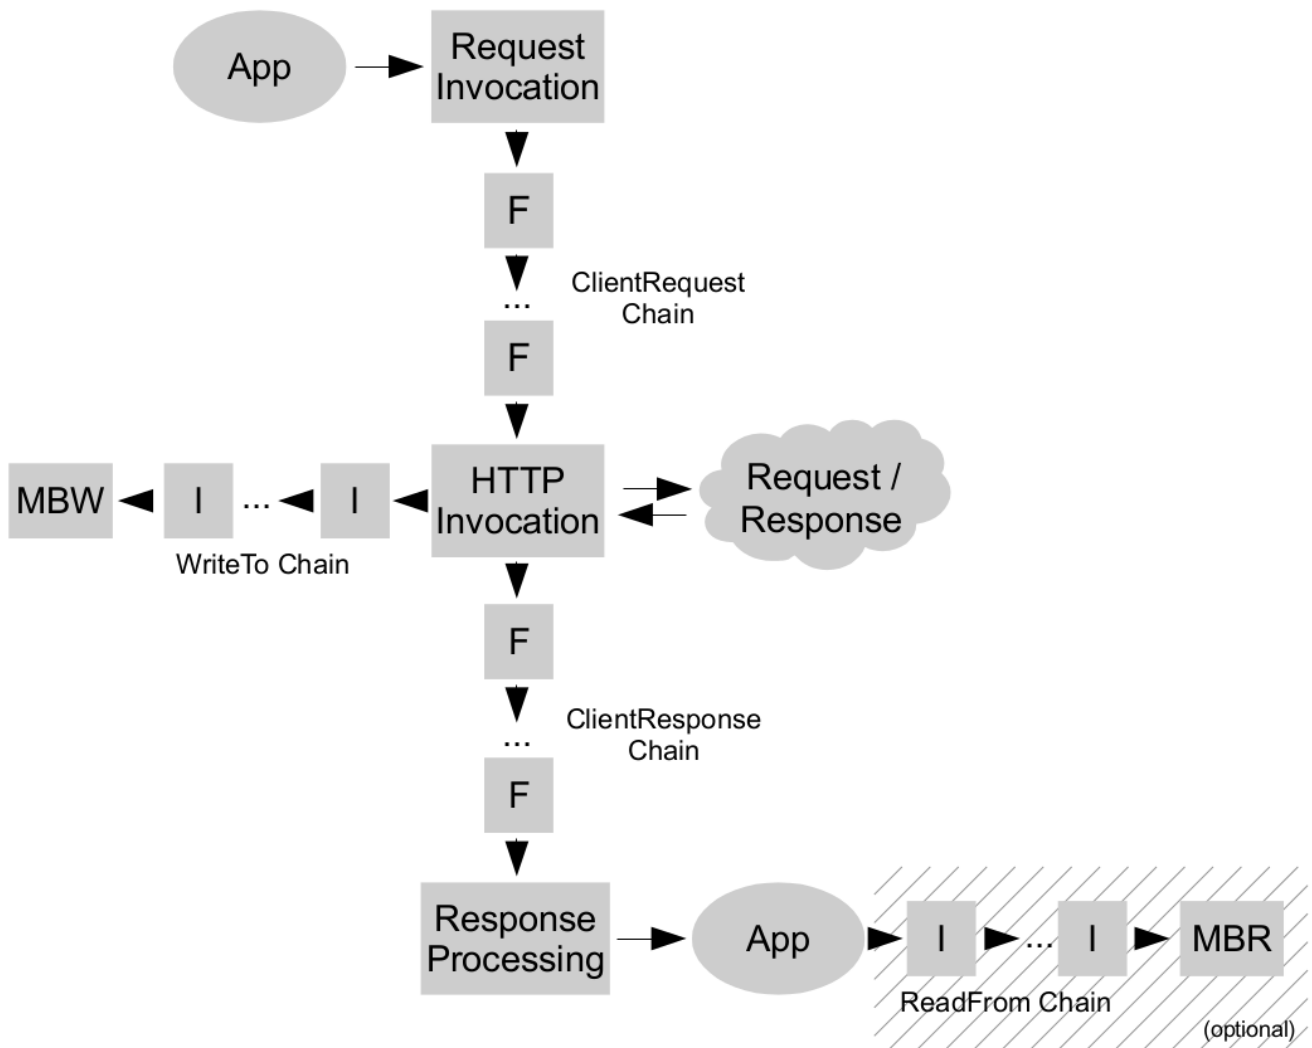 App
Request
Invocation
F
...
ClientRequest
Chain
F
MBW
I
...
I
HTTP
Invocation
Request /
Response
WriteTo Chain
F
...
ClientResponse
Chain
F
Response
Processing
App
I
...
I
MBR
ReadFrom Chain
(optional)